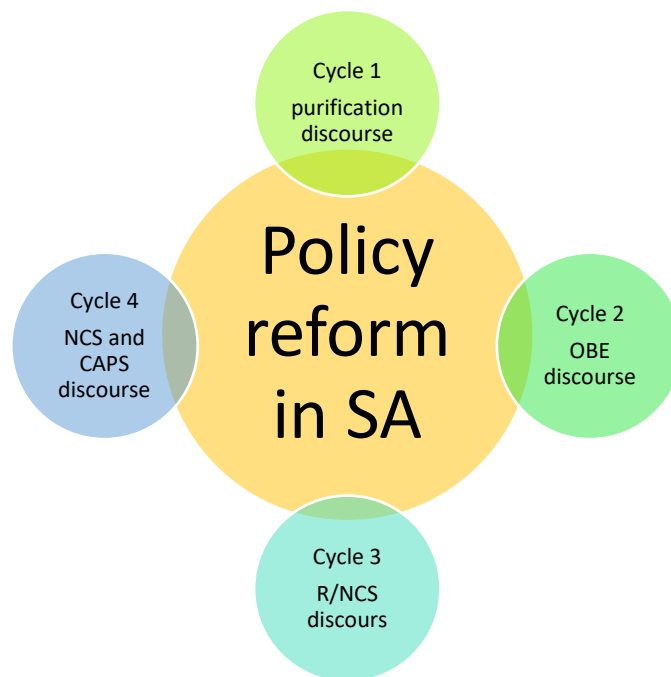 Cycle 1
purification
discourse
Policy
reform
in SA
Cycle 2
OBE
discourse
Cycle 3
R/NCS
discours
Cycle 4
NCS and
CAPS
discourse